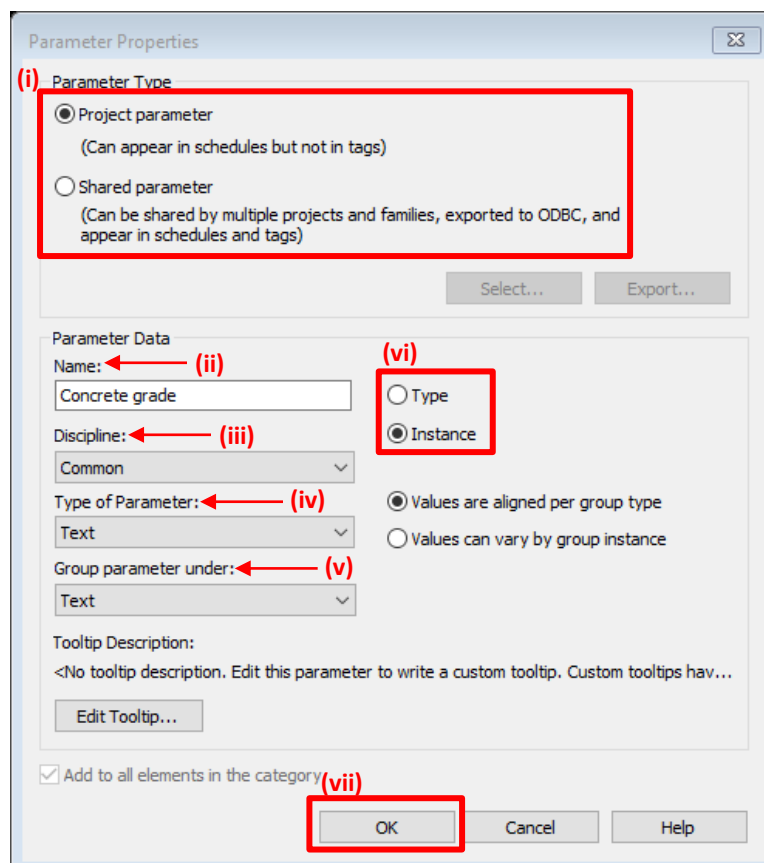 Parameter Properties
(i)
Parameter Type
Project parameter
(Can appear in schedules but not in tags)
Shared parameter
(Can be shared by multiple projects and families, exported to ODBC, and
appear in schedules and tags)
Select...
Export...
Parameter Data
Name:
(ii)
Concrete grade
(vi)
Type
Instance
Discipline:
(iii)
Common
Type of Parameter:
(iv)
Text
Values are aligned per group type
Values can vary by group instance
Group parameter under:
(v)
Text
Tooltip Description:
<No tooltip description. Edit this parameter to write a custom tooltip. Custom tooltips hav...
Edit Tooltip...
Add to all elements in the category
(vii)
OK
Cancel
Help